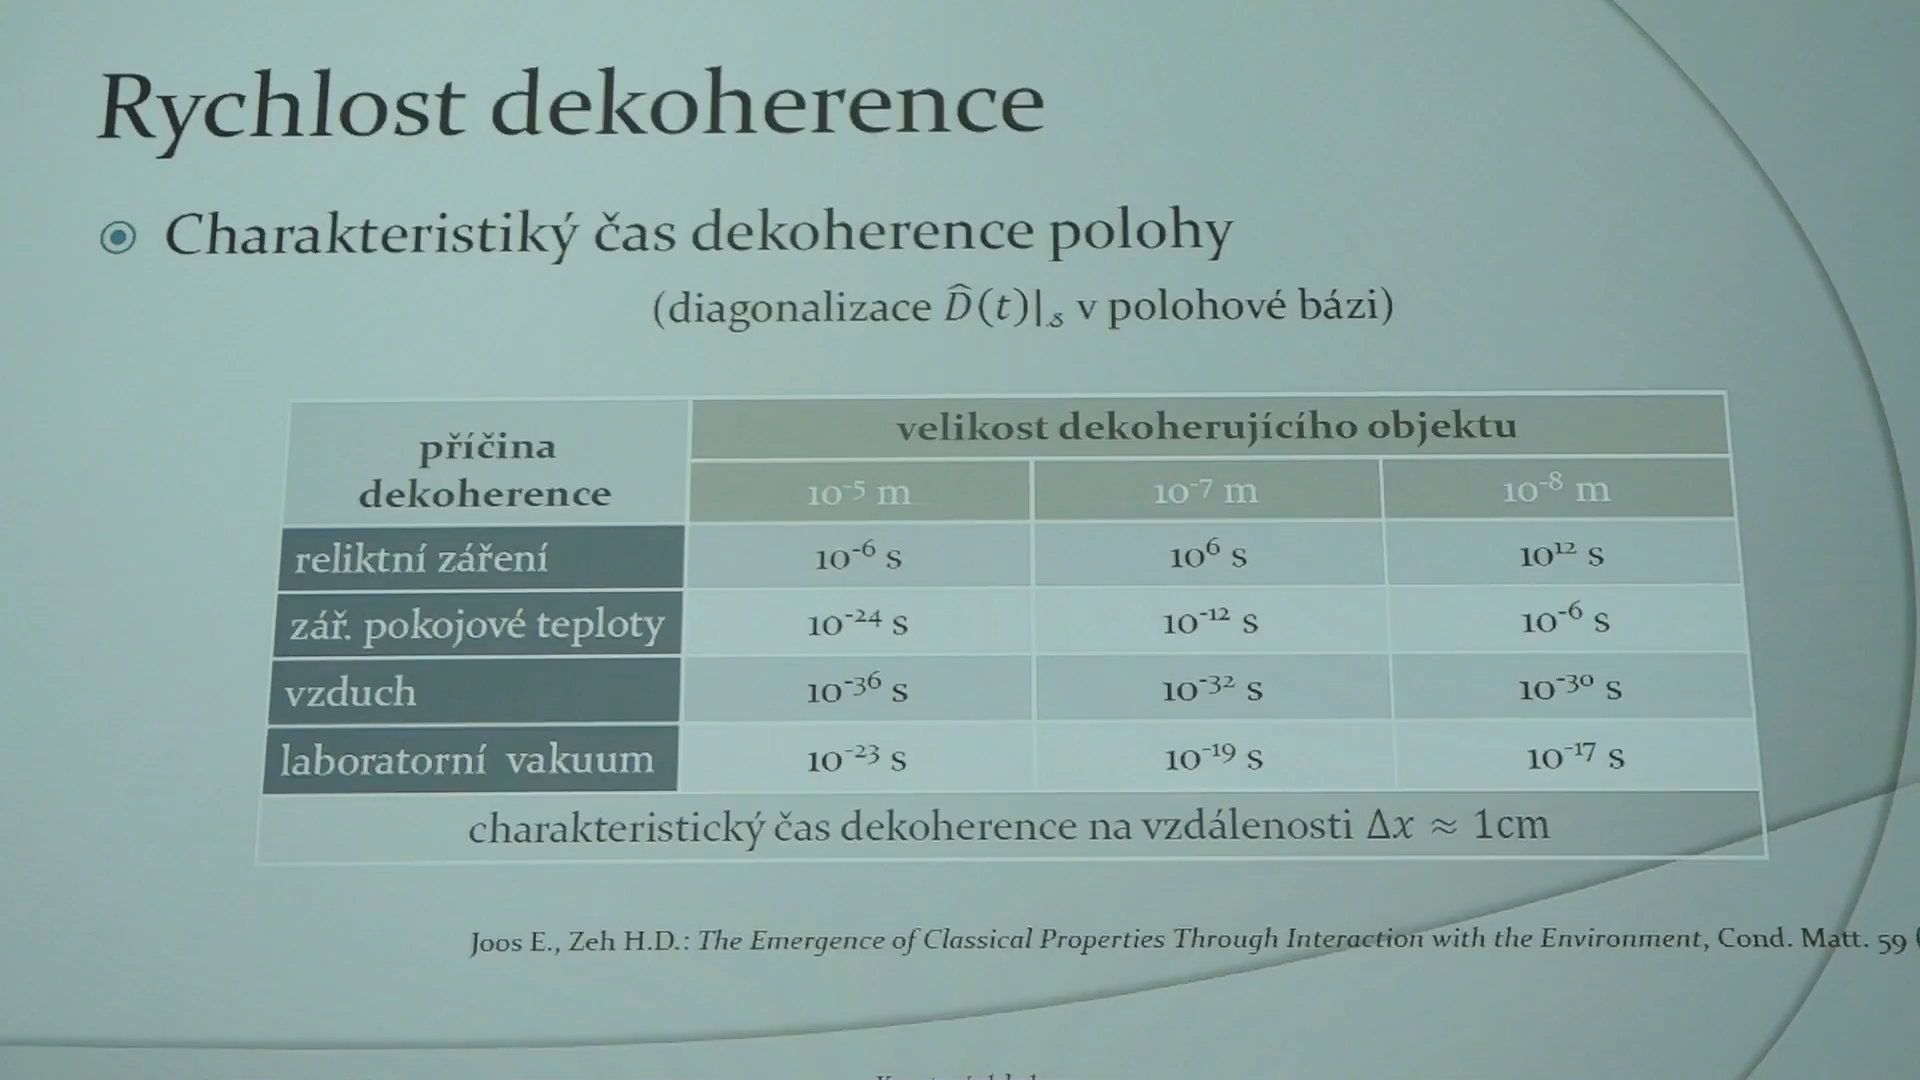 Rychlost dekoherence
Charakteristiký čas dekoherence polohy
(diagonalizace D̂(t)|ₛ v polohové bázi)
příčina dekoherence
velikost dekoherujícího objektu
10⁻⁵ m 10⁻⁷ m 10⁻⁸ m
reliktní záření 10⁻⁶ s 10⁶ s 10¹² s
zář. pokojové teploty 10⁻²⁴ s 10⁻¹² s 10⁻⁶ s
vzduch 10⁻³⁶ s 10⁻³² s 10⁻³⁰ s
laboratorní vakuum 10⁻²³ s 10⁻¹⁹ s 10⁻¹⁷ s
charakteristický čas dekoherence na vzdálenosti Δx ≈ 1cm
Joos E., Zeh H.D.: The Emergence of Classical Properties Through Interaction with the Environment, Cond. Matt. 59